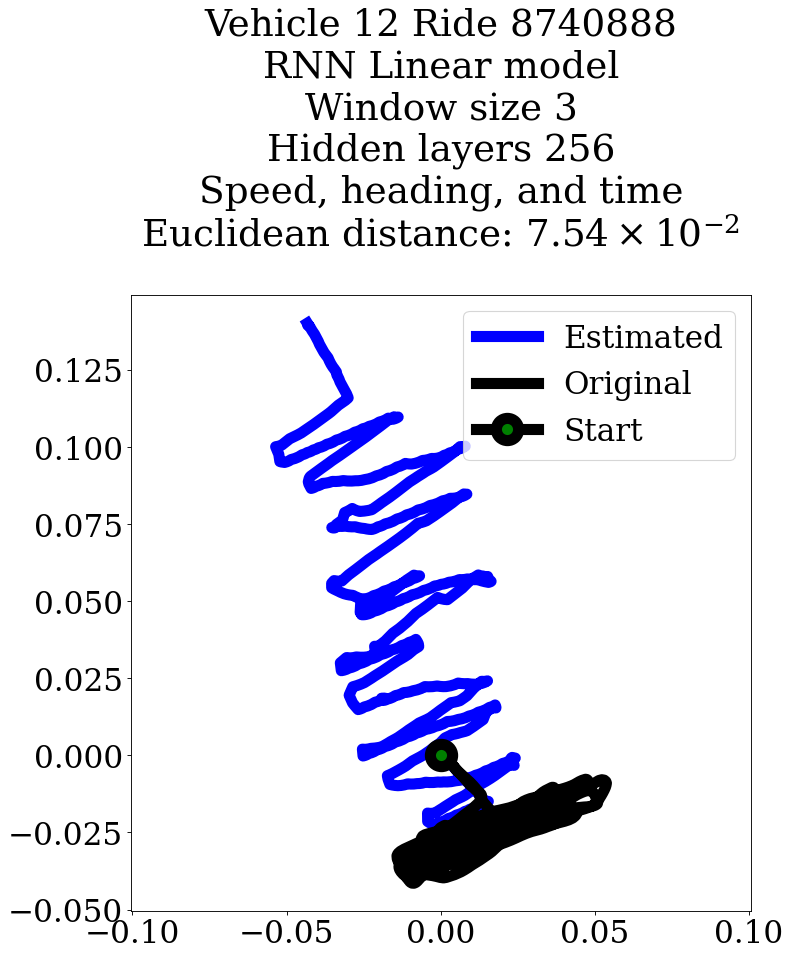 Vehicle 12 Ride 8740888
RNN Linear model
Window size 3
Hidden layers 256
Speed, heading, and time
Euclidean distance: 7.54 × 10⁻²
Estimated
Original
Start
0.125
0.100
0.075
0.050
0.025
0.000
−0.025
−0.050
−0.10 −0.05 0.00 0.05 0.10